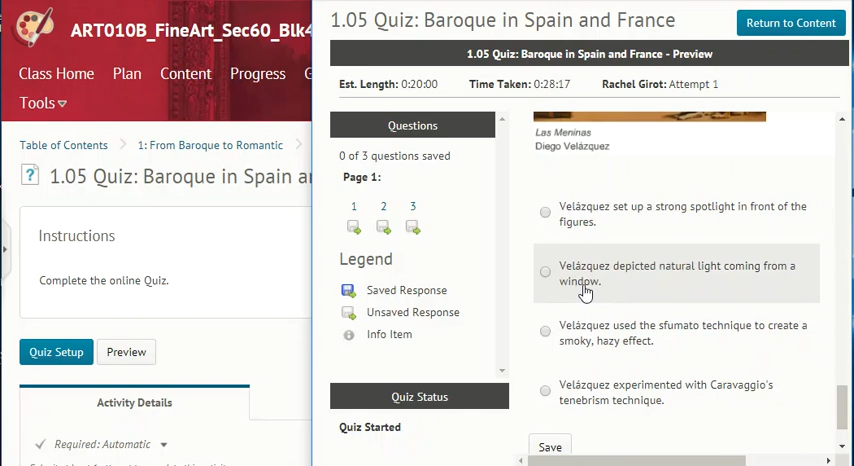 ART010B_FineArt_Sec60_Blk4
Class Home Plan Content Progress
Tools
Table of Contents 1: From Baroque to Romantic
? 1.05 Quiz: Baroque in Spain a
Instructions
Complete the online Quiz.
Quiz Setup Preview
Activity Details
Required: Automatic
1.05 Quiz: Baroque in Spain and France
Return to Content
1.05 Quiz: Baroque in Spain and France - Preview
Est. Length: 0:20:00 Time Taken: 0:28:17 Rachel Girot: Attempt 1
Questions
0 of 3 questions saved
Page 1:
1 2 3
Legend
Saved Response
Unsaved Response
Info Item
Quiz Status
Quiz Started
Las Meninas
Diego Velázquez
Velázquez set up a strong spotlight in front of the
figures.
Velázquez depicted natural light coming from a
window.
Velázquez used the sfumato technique to create a
smoky, hazy effect.
Velázquez experimented with Caravaggio's
tenebrism technique.
Save